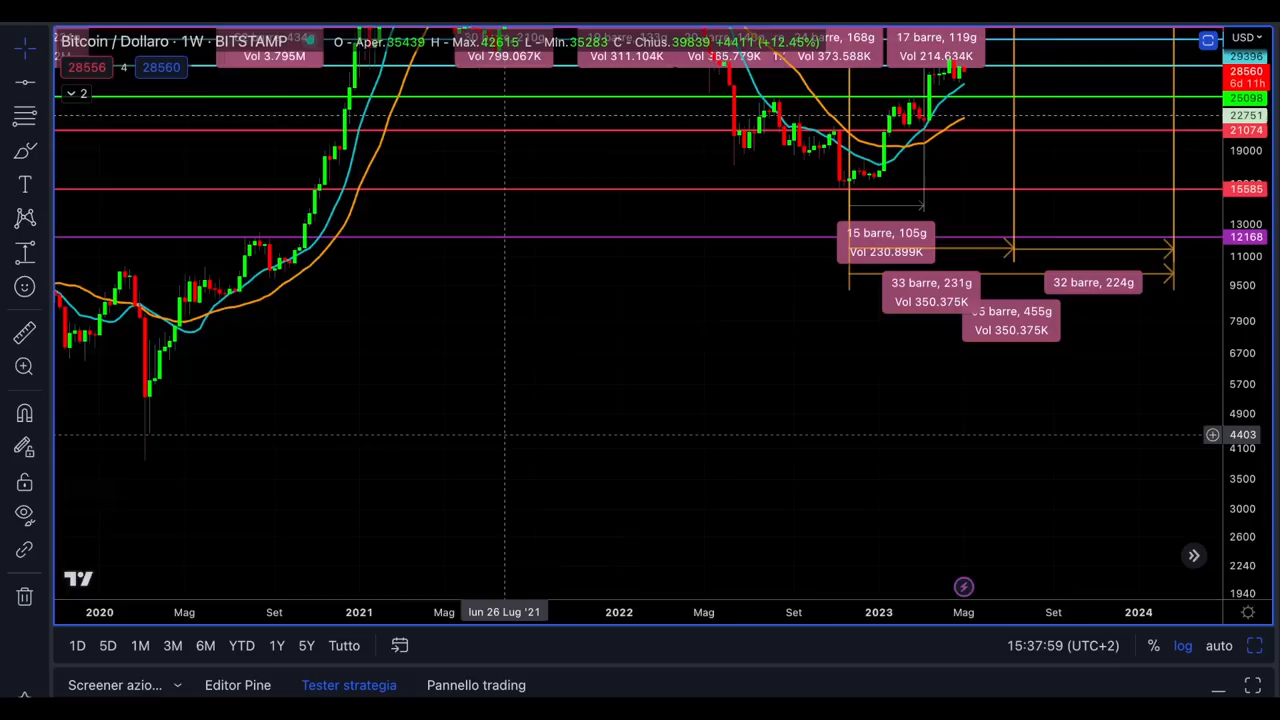 Bitcoin / Dollaro · 1W · BITSTAMP O - Aper.35439 H - Max.42615 L - Min.35283 C - Chius.39839 +4411 (+12.45%)
USD
434g
210g
168g
17 barre, 119g
Vol 3.795M
Vol 799.067K
Vol 311.104K
Vol 373.588K
Vol 214.634K
28556 4 28560
2
29396
28560
6d 11h
25098
22751
21074
19000
15585
13000
12168
11000
9500
7900
6700
5700
4900
4403
4100
3500
3000
2600
2240
1940
15 barre, 105g
Vol 230.899K
33 barre, 231g
Vol 350.375K
32 barre, 224g
barre, 455g
Vol 350.375K
2020 Mag Set 2021 Mag lun 26 Lug '21 2022 Mag Set 2023 Mag Set 2024
1D 5D 1M 3M 6M YTD 1Y 5Y Tutto
15:37:59 (UTC+2) % log auto
Screener azio... Editor Pine Tester strategia Pannello trading